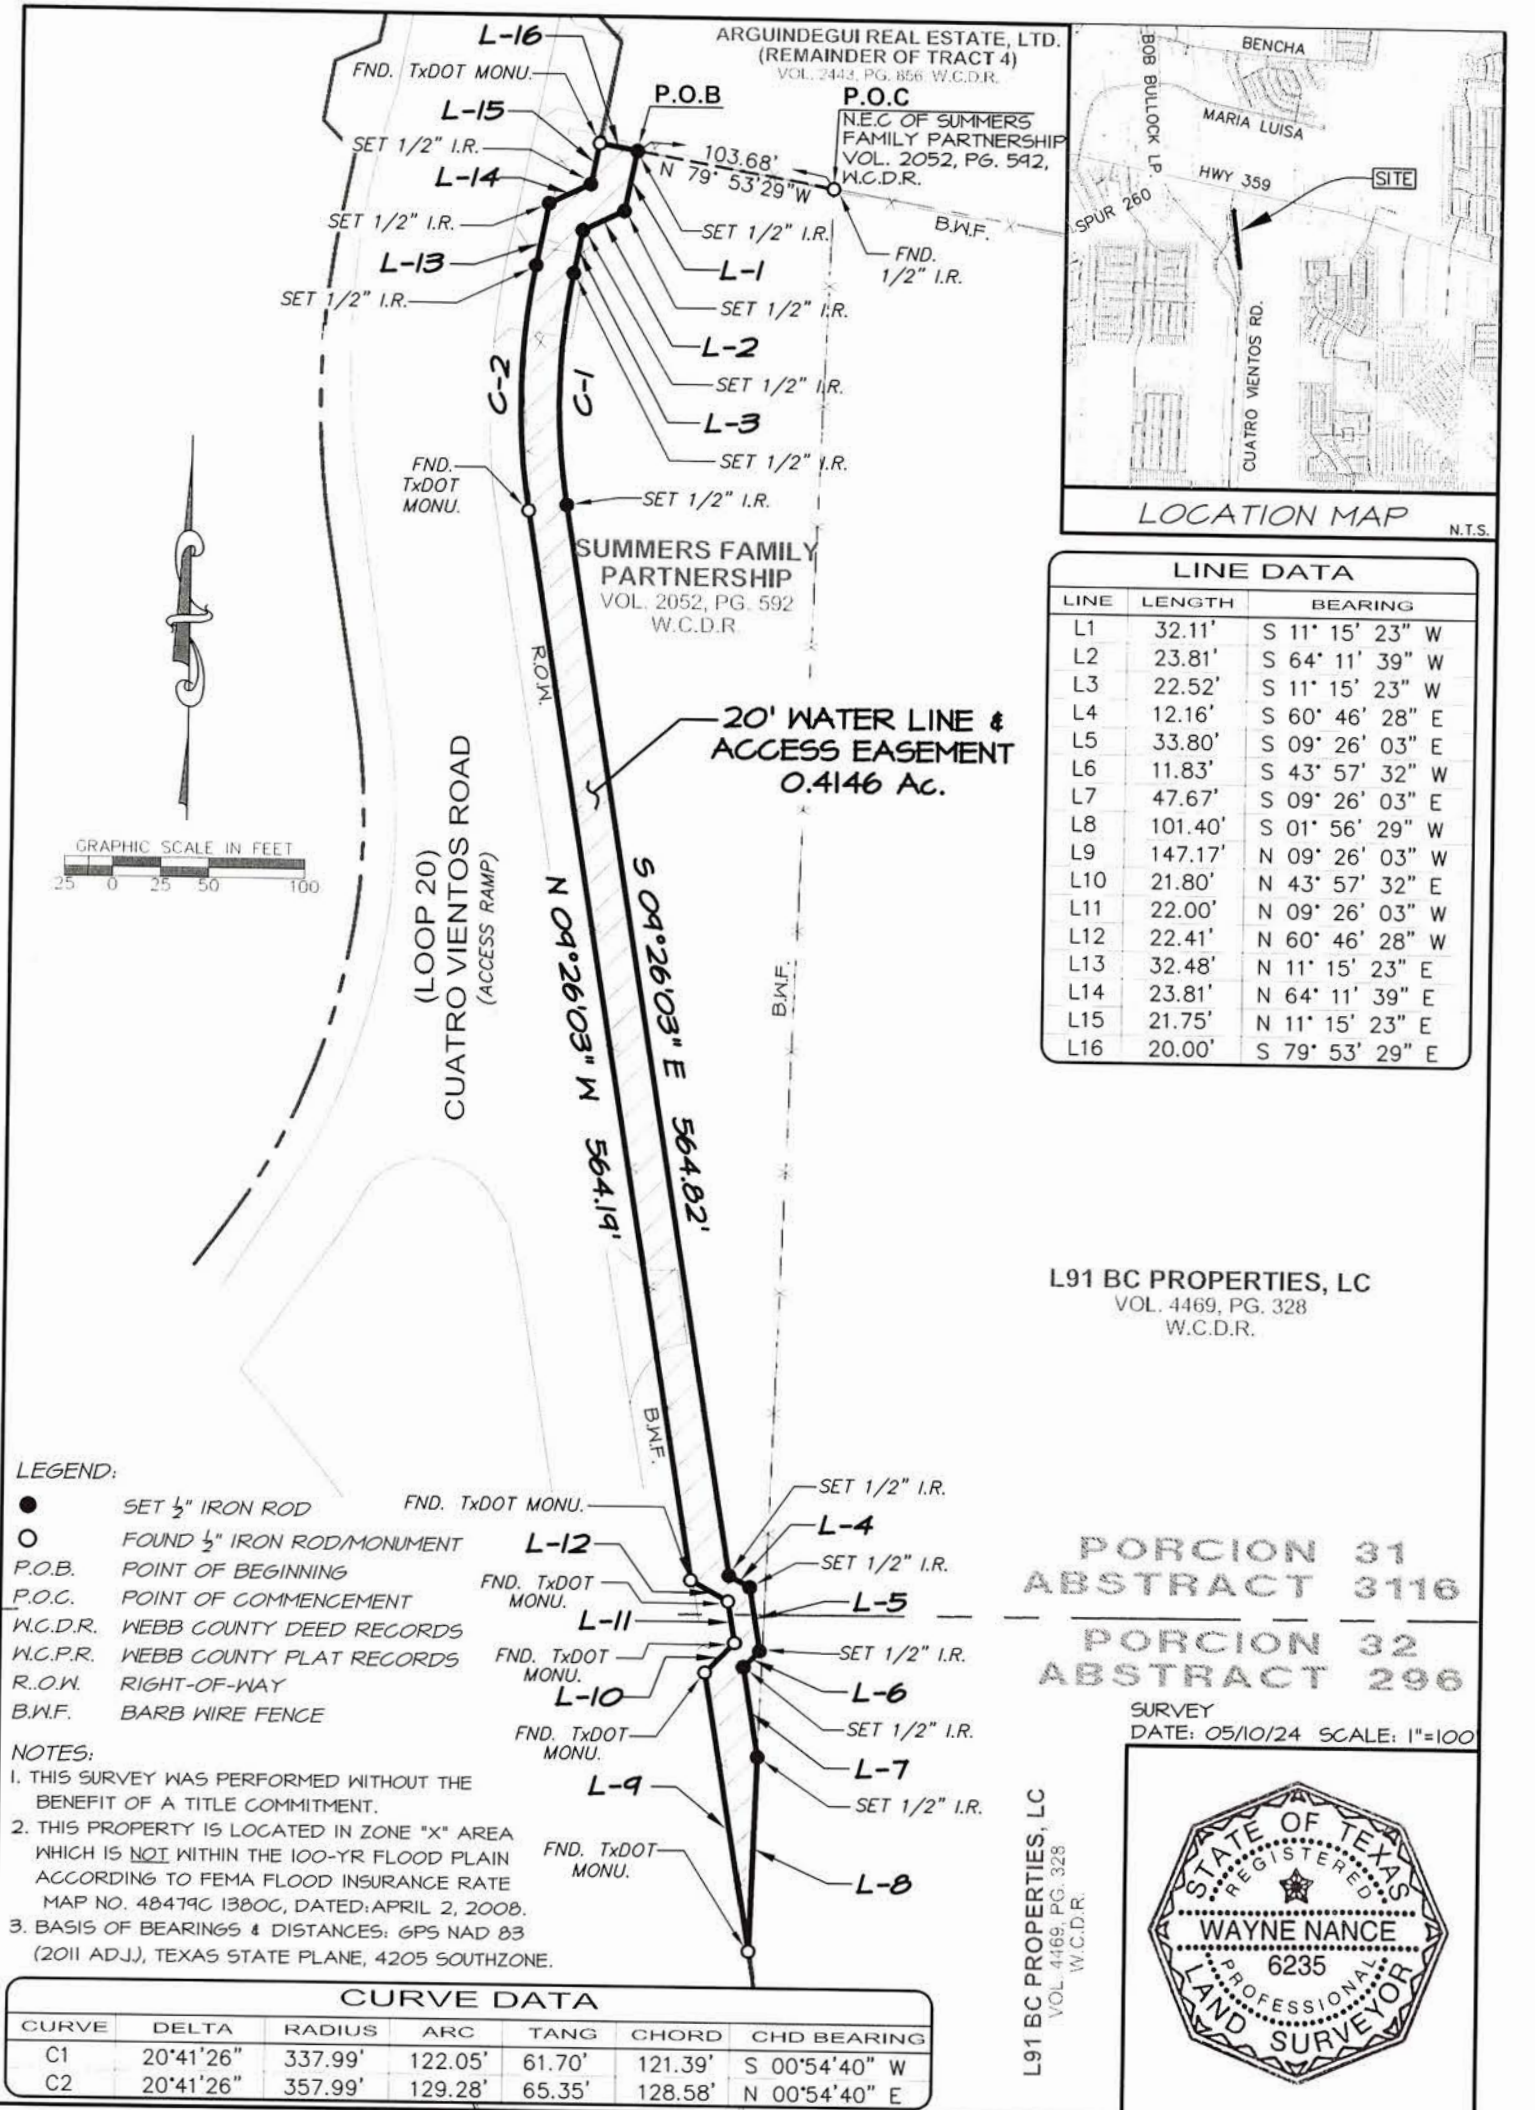 L-16
FND. TxDOT MONU.
L-15
SET 1/2" I.R.
L-14
SET 1/2" I.R.
L-13
SET 1/2" I.R.
ARGUINDEGUI REAL ESTATE, LTD.
(REMAINDER OF TRACT 4)
VOL. 2443, PG. 856 W.C.D.R.
P.O.B
P.O.C
N.E.C OF SUMMERS
FAMILY PARTNERSHIP
VOL. 2052, PG. 592,
W.C.D.R.
103.68'
N 79° 53'29"W
B.W.F.
SET 1/2" I.R.
FND.
1/2" I.R.
L-1
SET 1/2" I.R.
L-2
SET 1/2" I.R.
L-3
SET 1/2" I.R.
C-2
C-1
FND.
TxDOT
MONU.
SET 1/2" I.R.
BOB BULLOCK LP
BENCHA
MARIA LUISA
HWY 359
SITE
SPUR 260
CUATRO VIENTOS RD.
LOCATION MAP
N.T.S.
SUMMERS FAMILY
PARTNERSHIP
VOL. 2052, PG. 592
W.C.D.R.
R.O.W.
20' WATER LINE &
ACCESS EASEMENT
0.4146 Ac.
LINE DATA
LINE LENGTH BEARING
L1 32.11' S 11° 15' 23" W
L2 23.81' S 64° 11' 39" W
L3 22.52' S 11° 15' 23" W
L4 12.16' S 60° 46' 28" E
L5 33.80' S 09° 26' 03" E
L6 11.83' S 43° 57' 32" W
L7 47.67' S 09° 26' 03" E
L8 101.40' S 01° 56' 29" W
L9 147.17' N 09° 26' 03" W
L10 21.80' N 43° 57' 32" E
L11 22.00' N 09° 26' 03" W
L12 22.41' N 60° 46' 28" W
L13 32.48' N 11° 15' 23" E
L14 23.81' N 64° 11' 39" E
L15 21.75' N 11° 15' 23" E
L16 20.00' S 79° 53' 29" E
GRAPHIC SCALE IN FEET
25 0 25 50 100
(LOOP 20)
CUATRO VIENTOS ROAD
(ACCESS RAMP)
N 09°26'03" W 564.19'
S 09°26'03" E 564.82'
B.W.F.
B.W.F.
L91 BC PROPERTIES, LC
VOL. 4469, PG. 328
W.C.D.R.
LEGEND:
SET ½" IRON ROD
FOUND ½" IRON ROD/MONUMENT
P.O.B. POINT OF BEGINNING
P.O.C. POINT OF COMMENCEMENT
W.C.D.R. WEBB COUNTY DEED RECORDS
W.C.P.R. WEBB COUNTY PLAT RECORDS
R..O.W. RIGHT-OF-WAY
B.W.F. BARB WIRE FENCE
FND. TxDOT MONU.
L-12
FND. TxDOT
MONU.
L-11
FND. TxDOT
MONU.
L-10
FND. TxDOT
MONU.
L-9
FND. TxDOT
MONU.
SET 1/2" I.R.
L-4
SET 1/2" I.R.
L-5
SET 1/2" I.R.
L-6
SET 1/2" I.R.
L-7
SET 1/2" I.R.
L-8
PORCION 31
ABSTRACT 3116
PORCION 32
ABSTRACT 296
SURVEY
DATE: 05/10/24 SCALE: 1"=100
NOTES:
1. THIS SURVEY WAS PERFORMED WITHOUT THE
BENEFIT OF A TITLE COMMITMENT.
2. THIS PROPERTY IS LOCATED IN ZONE "X" AREA
WHICH IS NOT WITHIN THE 100-YR FLOOD PLAIN
ACCORDING TO FEMA FLOOD INSURANCE RATE
MAP NO. 48479C 1380C, DATED:APRIL 2, 2008.
3. BASIS OF BEARINGS & DISTANCES: GPS NAD 83
(2011 ADJ.), TEXAS STATE PLANE, 4205 SOUTHZONE.
L91 BC PROPERTIES, LC
VOL. 4469, PG. 328
W.C.D.R.
STATE OF TEXAS
REGISTERED
WAYNE NANCE
6235
PROFESSIONAL
LAND SURVEYOR
CURVE DATA
CURVE DELTA RADIUS ARC TANG CHORD CHD BEARING
C1 20°41'26" 337.99' 122.05' 61.70' 121.39' S 00°54'40" W
C2 20°41'26" 357.99' 129.28' 65.35' 128.58' N 00°54'40" E